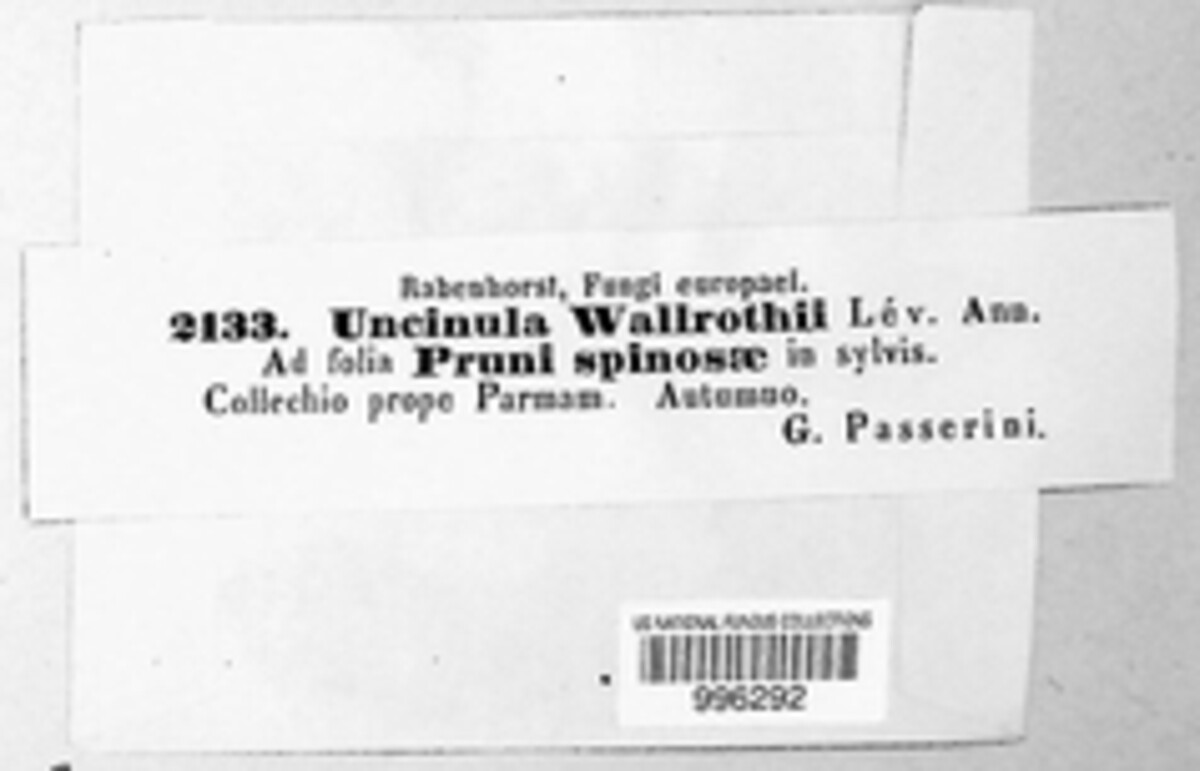 Rabenhorst, Fungi europaei.
2133. Uncinula Wallrothii Lév. Ann.
Ad folia Pruni spinosæ in sylvis.
Collechio prope Parmam. Autumno.
G. Passerini.
US NATIONAL FUNGUS COLLECTIONS
996292